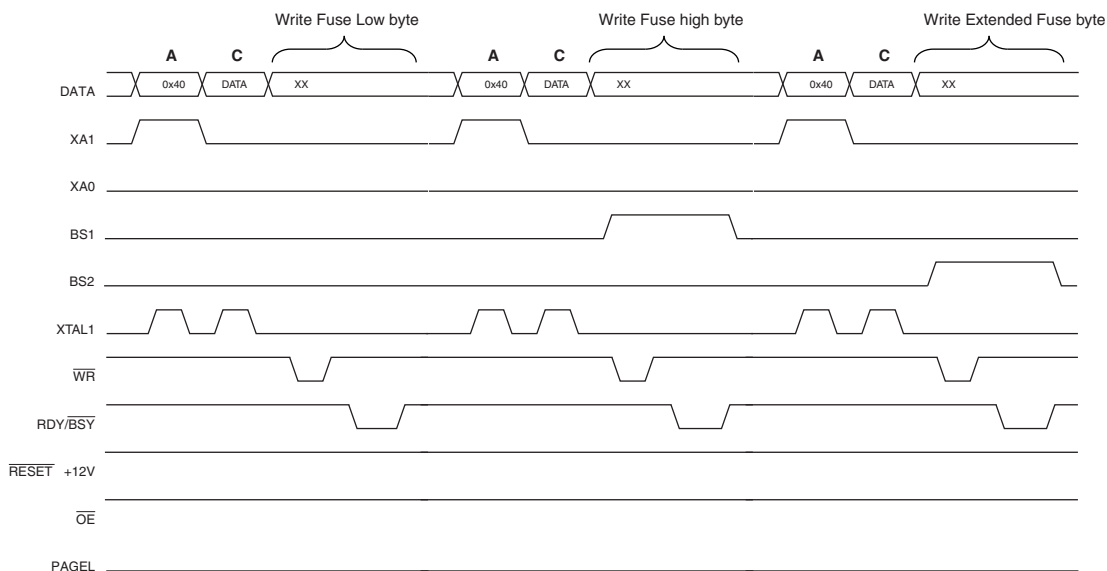 Write Fuse Low byte Write Fuse high byte Write Extended Fuse byte
A C A C A C
DATA 0x40 DATA XX 0x40 DATA XX 0x40 DATA XX
XA1
XA0
BS1
BS2
XTAL1
WR
RDY/BSY
RESET +12V
OE
PAGEL